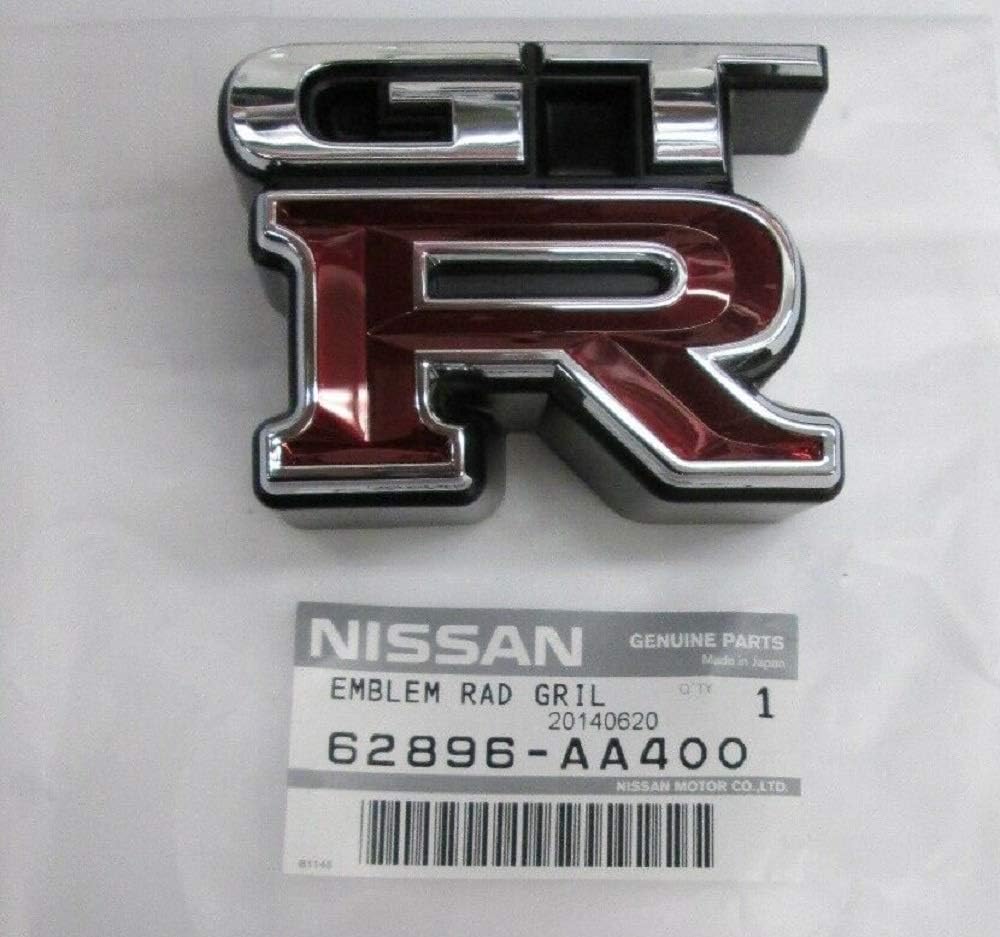 GT
R
NISSAN GENUINE PARTS
Made in Japan
EMBLEM RAD GRIL Q'TY 1
20140620
62896-AA400
NISSAN MOTOR CO.,LTD.